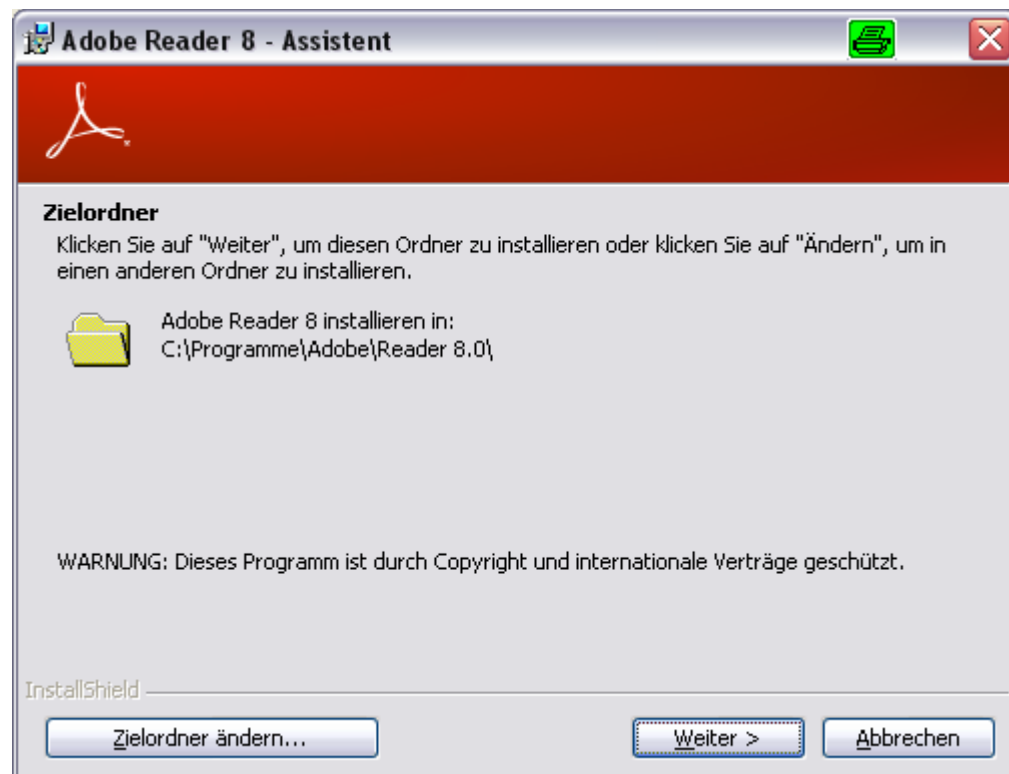 Adobe Reader 8 - Assistent
Zielordner
Klicken Sie auf "Weiter", um diesen Ordner zu installieren oder klicken Sie auf "Ändern", um in
einen anderen Ordner zu installieren.
Adobe Reader 8 installieren in:
C:\Programme\Adobe\Reader 8.0\
WARNUNG: Dieses Programm ist durch Copyright und internationale Verträge geschützt.
InstallShield
Zielordner ändern...
Weiter >
Abbrechen